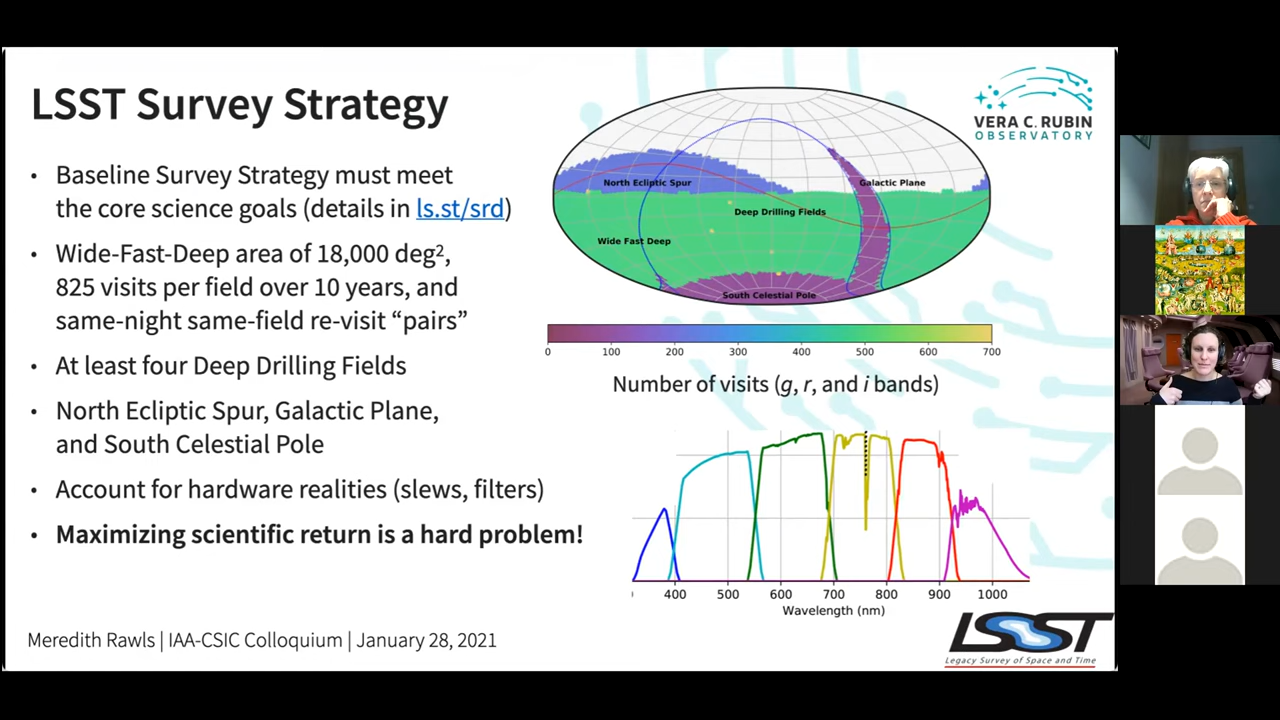 LSST Survey Strategy
• Baseline Survey Strategy must meet
the core science goals (details in ls.st/srd)
• Wide-Fast-Deep area of 18,000 deg², 
825 visits per field over 10 years, and
same-night same-field re-visit “pairs”
• At least four Deep Drilling Fields
• North Ecliptic Spur, Galactic Plane,
and South Celestial Pole
• Account for hardware realities (slews, filters)
• Maximizing scientific return is a hard problem!
Meredith Rawls | IAA-CSIC Colloquium | January 28, 2021
VERA C. RUBIN
OBSERVATORY
North Ecliptic Spur
Galactic Plane
Deep Drilling Fields
Wide Fast Deep
South Celestial Pole
0 100 200 300 400 500 600 700
Number of visits (g, r, and i bands)
400 500 600 700 800 900 1000
Wavelength (nm)
LSST
Legacy Survey of Space and Time